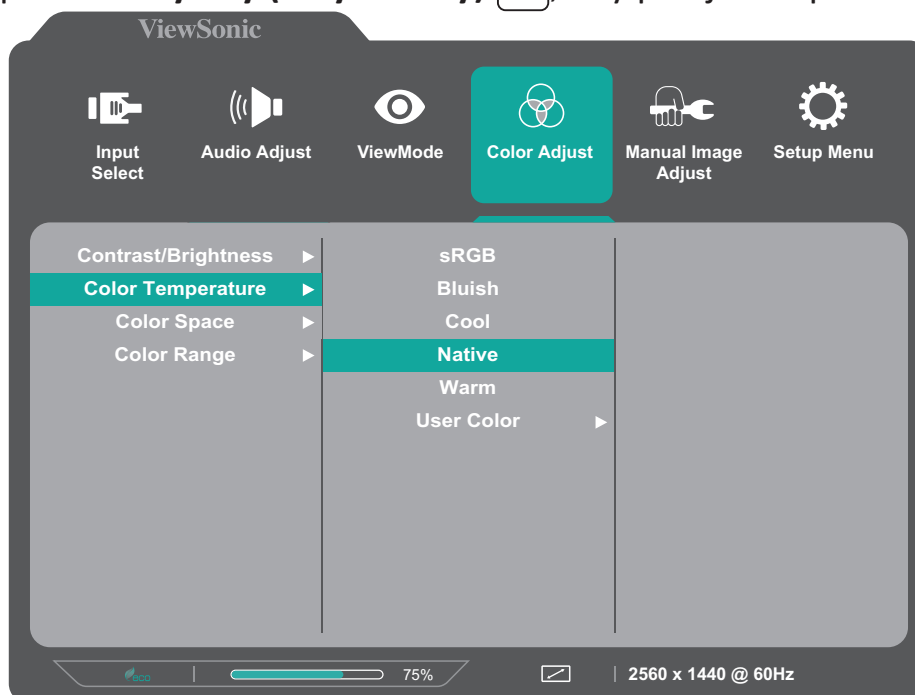 ViewSonic
Input Select
Audio Adjust
ViewMode
Color Adjust
Manual Image Adjust
Setup Menu
Contrast/Brightness
Color Temperature
Color Space
Color Range
sRGB
Bluish
Cool
Native
Warm
User Color
eco
75%
2560 x 1440 @ 60Hz